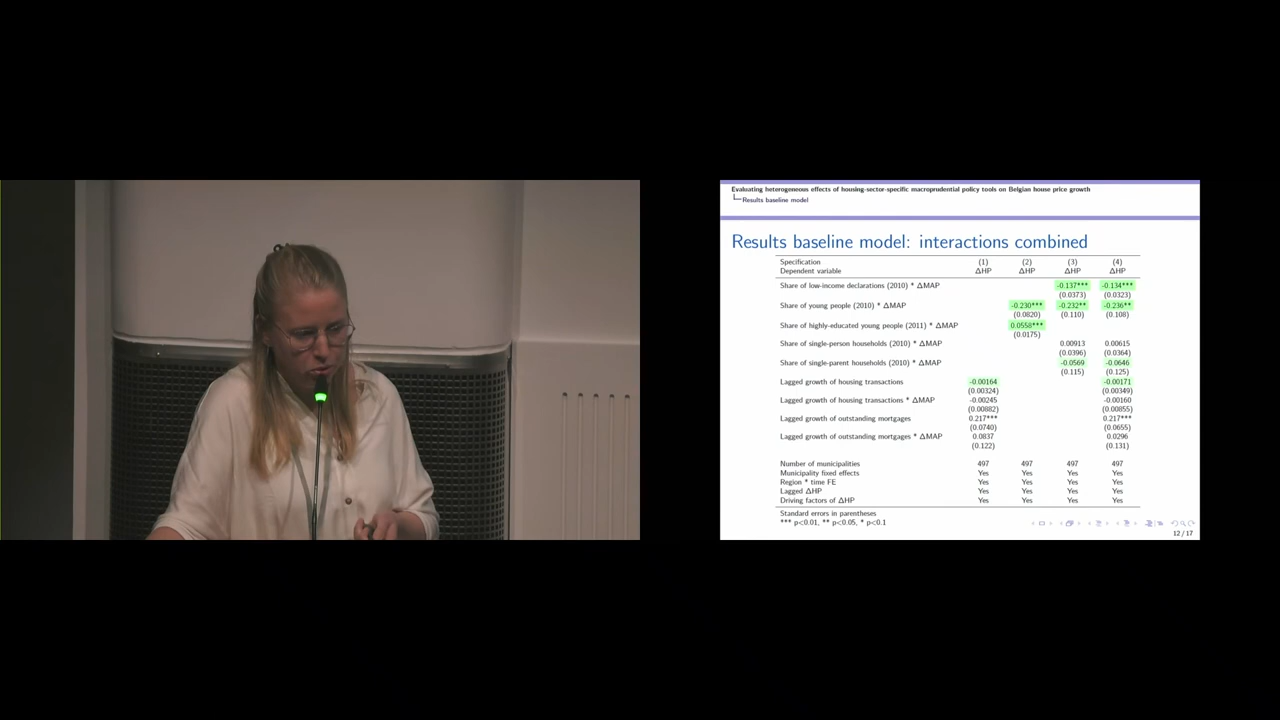 Evaluating heterogeneous effects of housing-sector-specific macroprudential policy tools on Belgian house price growth
Results baseline model
Results baseline model: interactions combined
Specification (1) (2) (3) (4)
Dependent variable ΔHP ΔHP ΔHP ΔHP
Share of low-income declarations (2010) * ΔMAP -0.137*** -0.134***
(0.0373) (0.0323)
Share of young people (2010) * ΔMAP -0.230*** -0.232** -0.236**
(0.0820) (0.110) (0.108)
Share of highly-educated young people (2011) * ΔMAP 0.0558***
(0.0175)
Share of single-person households (2010) * ΔMAP 0.00913 0.00615
(0.0396) (0.0364)
Share of single-parent households (2010) * ΔMAP -0.0569 -0.0646
(0.115) (0.125)
Lagged growth of housing transactions -0.00164 -0.00171
(0.00324) (0.00349)
Lagged growth of housing transactions * ΔMAP -0.00245 -0.00160
(0.00882) (0.00855)
Lagged growth of outstanding mortgages 0.217*** 0.217***
(0.0740) (0.0655)
Lagged growth of outstanding mortgages * ΔMAP 0.0837 0.0296
(0.122) (0.131)
Number of municipalities 497 497 497 497
Municipality fixed effects Yes Yes Yes Yes
Region * time FE Yes Yes Yes Yes
Lagged ΔHP Yes Yes Yes Yes
Driving factors of ΔHP Yes Yes Yes Yes
Standard errors in parentheses
*** p<0.01, ** p<0.05, * p<0.1
12 / 17